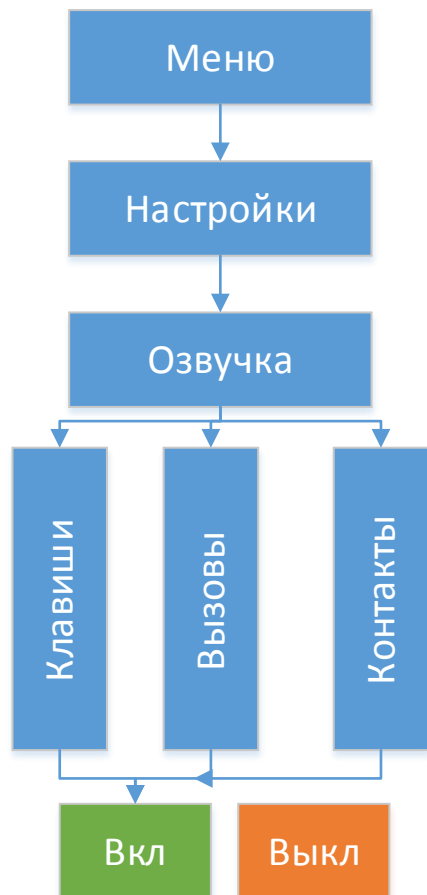 Меню
Настройки
Озвучка
Клавиши
Вызовы
Контакты
Вкл
Выкл